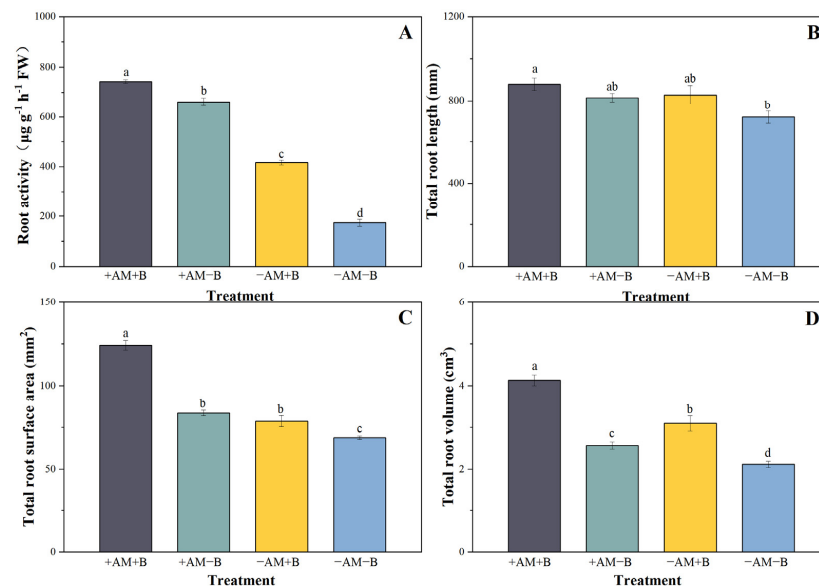 A
Root activity（μg g⁻¹ h⁻¹ FW）
1000
800
600
400
200
0
a
b
c
d
+AM+B
+AM−B
−AM+B
−AM−B
Treatment
B
Total root length (mm)
1200
800
400
0
a
ab
ab
b
+AM+B
+AM−B
−AM+B
−AM−B
Treatment
C
Total root surface area (mm²)
150
100
50
0
a
b
b
c
+AM+B
+AM−B
−AM+B
−AM−B
Treatment
D
Total root volume (cm³)
6
4
2
0
a
c
b
d
+AM+B
+AM−B
−AM+B
−AM−B
Treatment